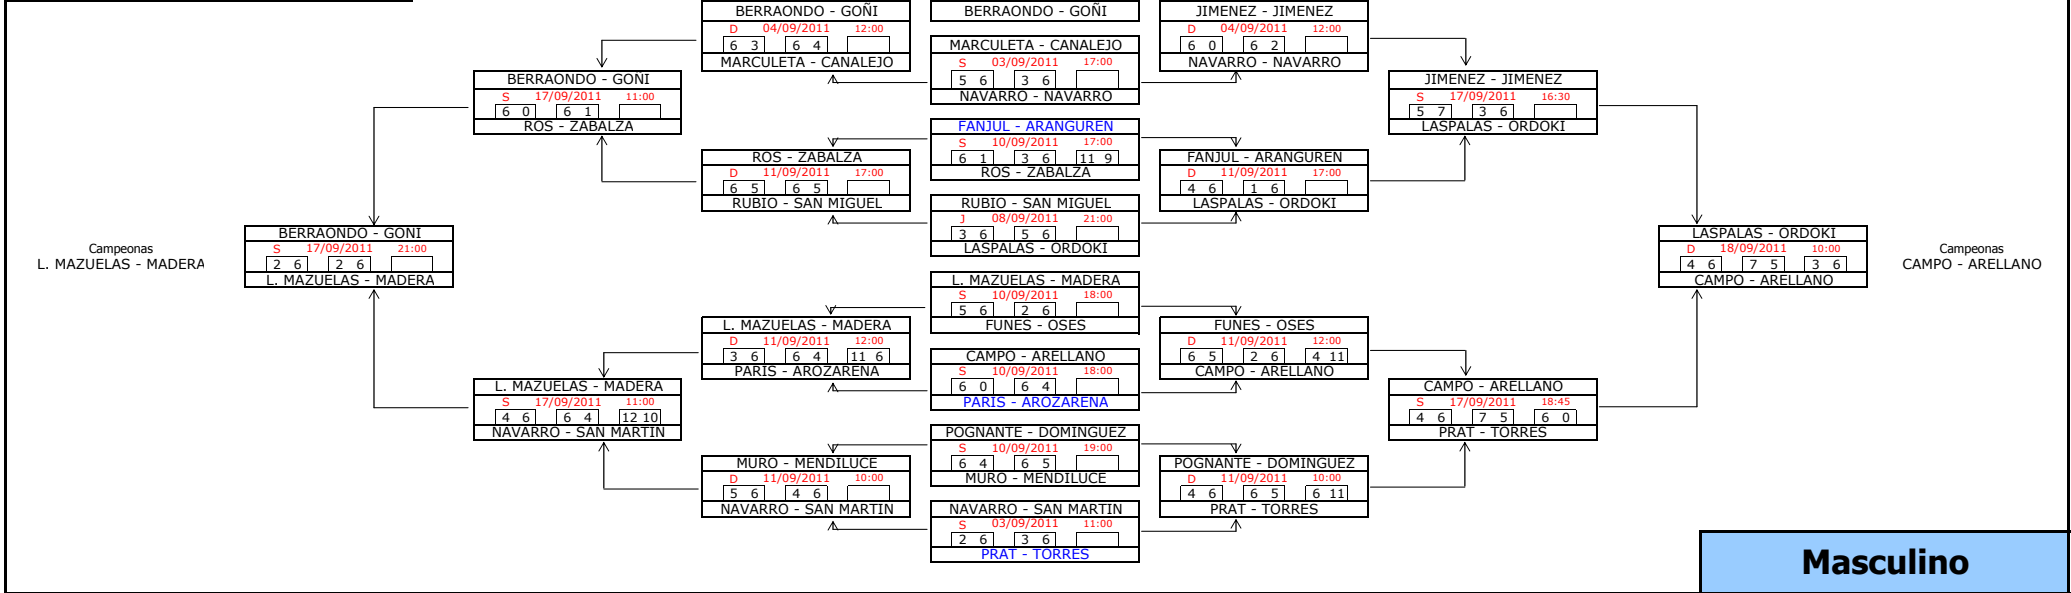 BERRAONDO - GOÑI
D 04/09/2011 12:00
6 3 6 4
MARCULETA - CANALEJO
BERRAONDO - GOÑI
MARCULETA - CANALEJO
S 03/09/2011 17:00
5 6 3 6
NAVARRO - NAVARRO
JIMENEZ - JIMENEZ
D 04/09/2011 12:00
6 0 6 2
NAVARRO - NAVARRO
BERRAONDO - GOÑI
S 17/09/2011 11:00
6 0 6 1
ROS - ZABALZA
JIMENEZ - JIMENEZ
S 17/09/2011 16:30
5 7 3 6
LASPALAS - ORDOKI
FANJUL - ARANGUREN
S 10/09/2011 17:00
6 1 3 6 11 9
ROS - ZABALZA
ROS - ZABALZA
D 11/09/2011 17:00
6 5 6 5
RUBIO - SAN MIGUEL
FANJUL - ARANGUREN
D 11/09/2011 17:00
4 6 1 6
LASPALAS - ORDOKI
RUBIO - SAN MIGUEL
J 08/09/2011 21:00
3 6 5 6
LASPALAS - ORDOKI
Campeonas
L. MAZUELAS - MADERA
BERRAONDO - GOÑI
S 17/09/2011 21:00
2 6 2 6
L. MAZUELAS - MADERA
LASPALAS - ORDOKI
D 18/09/2011 10:00
4 6 7 5 3 6
CAMPO - ARELLANO
Campeonas
CAMPO - ARELLANO
L. MAZUELAS - MADERA
S 10/09/2011 18:00
5 6 2 6
FUNES - OSES
L. MAZUELAS - MADERA
D 11/09/2011 12:00
3 6 6 4 11 6
PARIS - AROZARENA
FUNES - OSES
D 11/09/2011 12:00
6 5 2 6 4 11
CAMPO - ARELLANO
CAMPO - ARELLANO
S 10/09/2011 18:00
6 0 6 4
PARIS - AROZARENA
L. MAZUELAS - MADERA
S 17/09/2011 11:00
4 6 6 4 12 10
NAVARRO - SAN MARTIN
CAMPO - ARELLANO
S 17/09/2011 18:45
4 6 7 5 6 0
PRAT - TORRES
POGNANTE - DOMINGUEZ
S 10/09/2011 19:00
6 4 6 5
MURO - MENDILUCE
MURO - MENDILUCE
D 11/09/2011 10:00
5 6 4 6
NAVARRO - SAN MARTIN
POGNANTE - DOMINGUEZ
D 11/09/2011 10:00
4 6 6 5 6 11
PRAT - TORRES
NAVARRO - SAN MARTIN
S 03/09/2011 11:00
2 6 3 6
PRAT - TORRES
Masculino